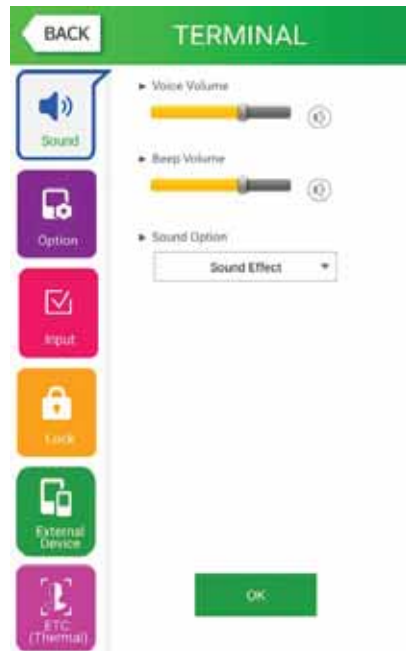 BACK
TERMINAL
Sound
▶ Voice Volume
▶ Beep Volume
Option
▶ Sound Option
Sound Effect
Input
Lock
External
Device
ETC
(Thermal)
OK